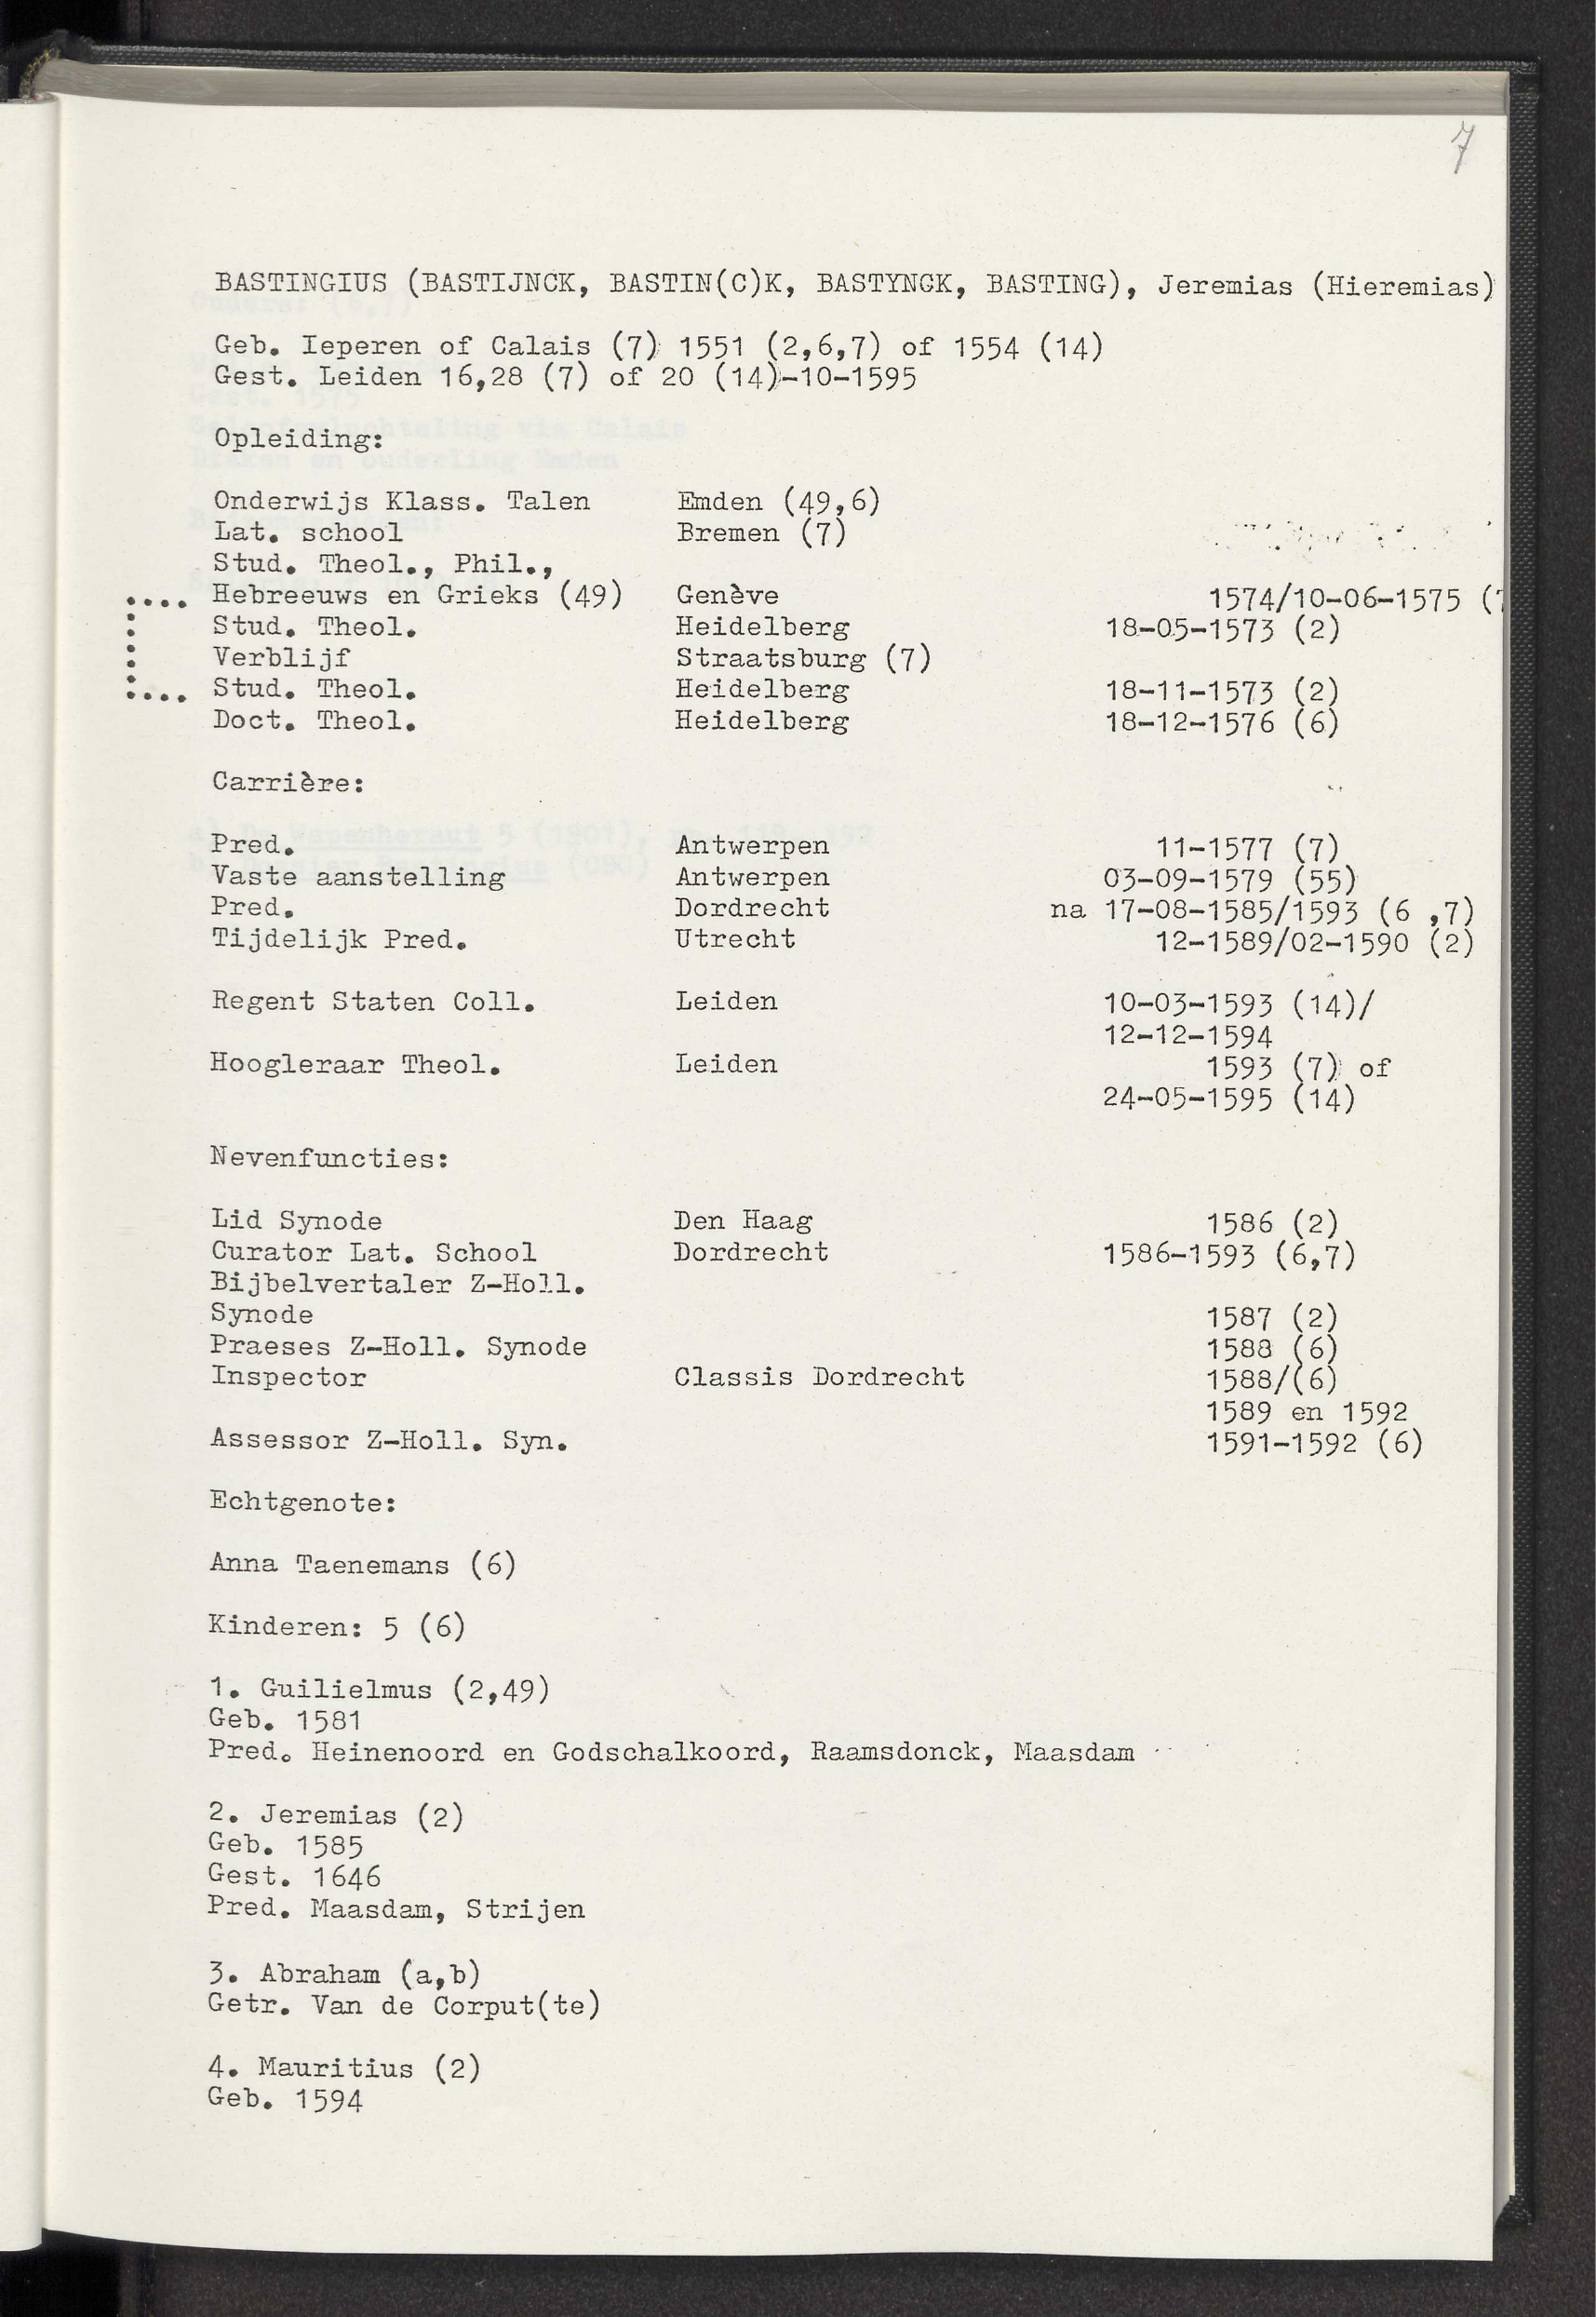 7
BASTINGIUS (BASTIJNCK, BASTIN(C)K, BASTYNGK, BASTING), Jeremias (Hieremias)
Geb. Ieperen of Calais (7) 1551 (2,6,7) of 1554 (14)
Gest. Leiden 16,28 (7) of 20 (14)-10-1595
Opleiding:
Onderwijs Klass. Talen Emden (49,6)
Lat. school Bremen (7)
Stud. Theol., Phil.,
.... Hebreeuws en Grieks (49) Genève 1574/10-06-1575 (7
Stud. Theol. Heidelberg 18-05-1573 (2)
Verblijf Straatsburg (7)
.... Stud. Theol. Heidelberg 18-11-1573 (2)
Doct. Theol. Heidelberg 18-12-1576 (6)
Carrière:
Pred. Antwerpen 11-1577 (7)
Vaste aanstelling Antwerpen 03-09-1579 (55)
Pred. Dordrecht na 17-08-1585/1593 (6 ,7)
Tijdelijk Pred. Utrecht 12-1589/02-1590 (2)
Regent Staten Coll. Leiden 10-03-1593 (14)/
12-12-1594
Hoogleraar Theol. Leiden 1593 (7) of
24-05-1595 (14)
Nevenfuncties:
Lid Synode Den Haag 1586 (2)
Curator Lat. School Dordrecht 1586-1593 (6,7)
Bijbelvertaler Z-Holl.
Synode 1587 (2)
Praeses Z-Holl. Synode 1588 (6)
Inspector Classis Dordrecht 1588/(6)
1589 en 1592
Assessor Z-Holl. Syn. 1591-1592 (6)
Echtgenote:
Anna Taenemans (6)
Kinderen: 5 (6)
1. Guilielmus (2,49)
Geb. 1581
Pred. Heinenoord en Godschalkoord, Raamsdonck, Maasdam
2. Jeremias (2)
Geb. 1585
Gest. 1646
Pred. Maasdam, Strijen
3. Abraham (a,b)
Getr. Van de Corput(te)
4. Mauritius (2)
Geb. 1594